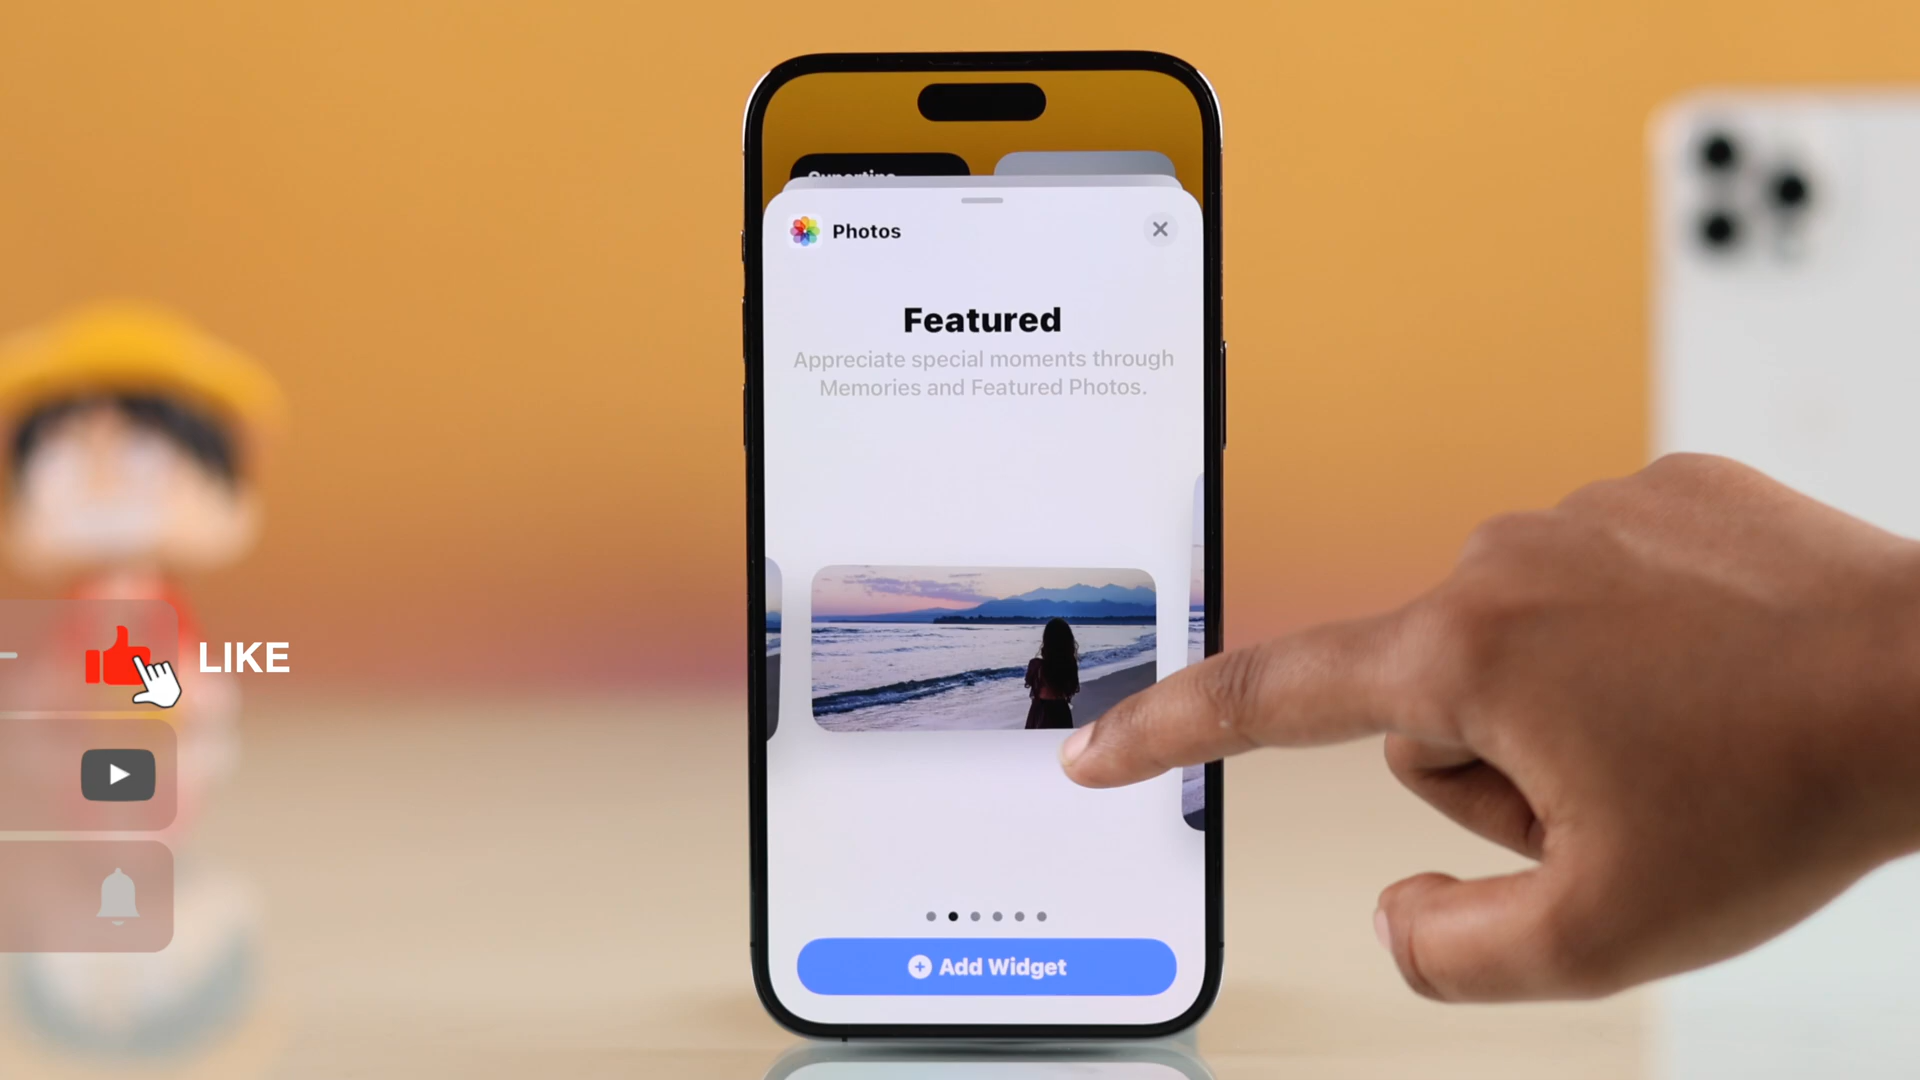 Photos
Featured
Appreciate special moments through
Memories and Featured Photos.
LIKE
Add Widget